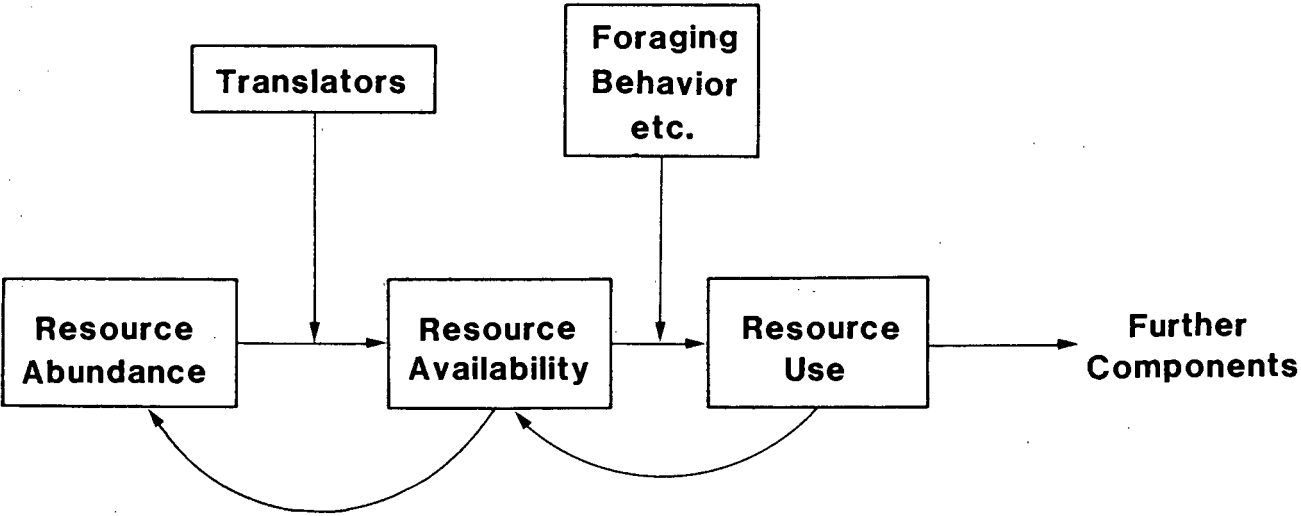 Translators
Foraging
Behavior
etc.
Resource
Abundance
Resource
Availability
Resource
Use
Further
Components